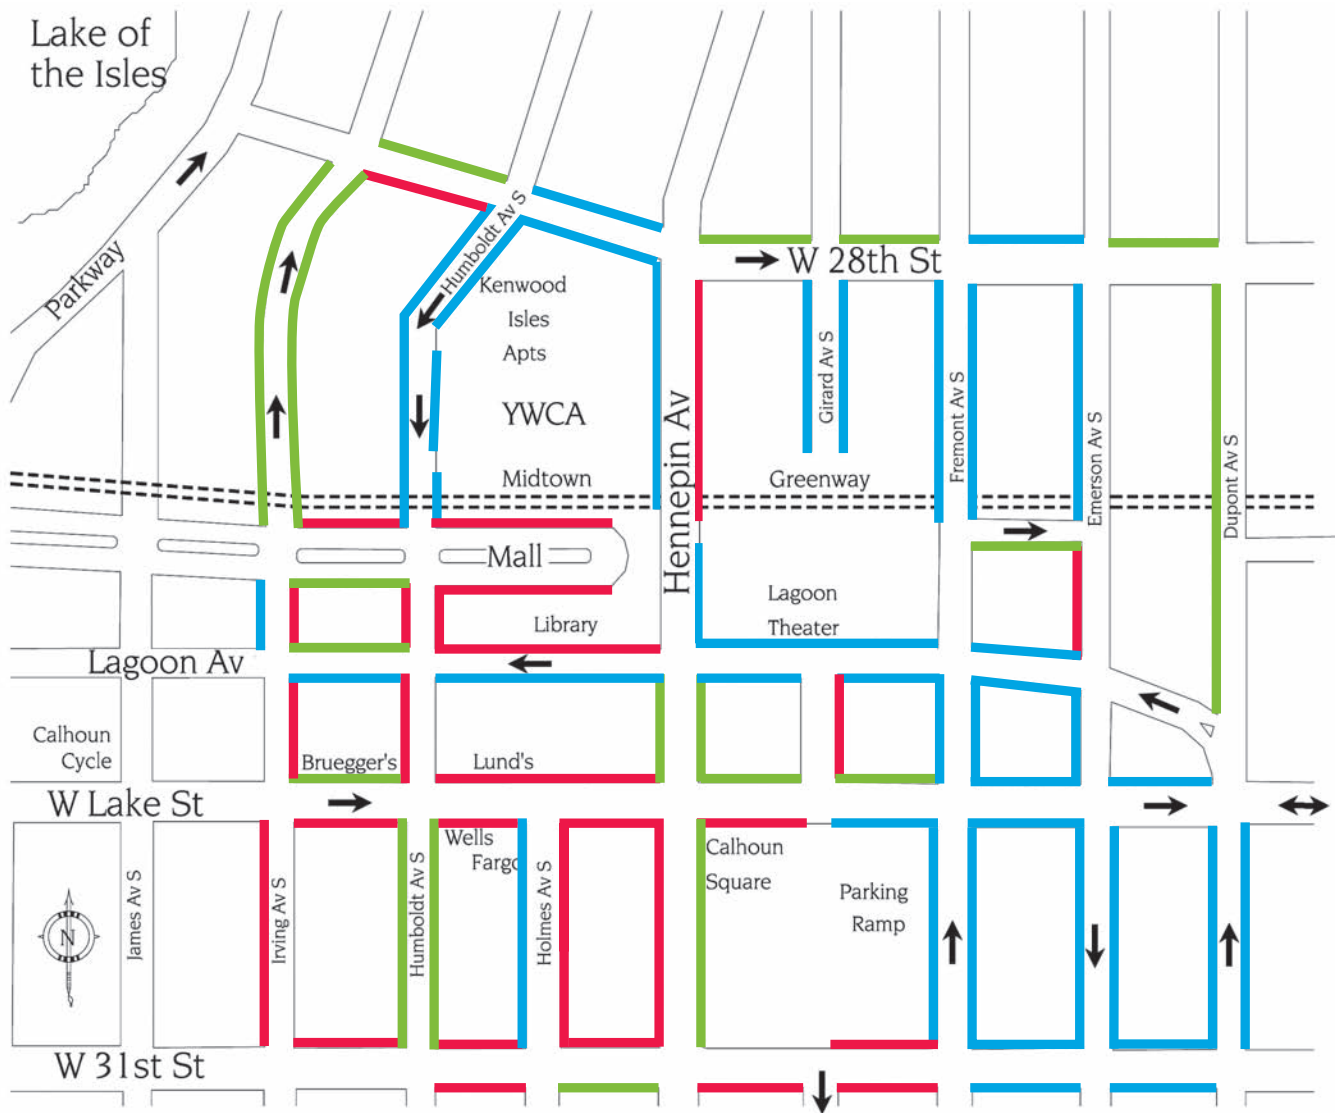 Lake of
the Isles
Parkway
Humboldt Av S
Kenwood
Isles
Apts
YWCA
Midtown
W 28th St
Girard Av S
Fremont Av S
Emerson Av S
Dupont Av S
Hennepin Av
Greenway
Mall
Library
Lagoon
Theater
Lagoon Av
Calhoun
Cycle
Bruegger's
Lund's
W Lake St
Wells
Fargo
Calhoun
Square
Parking
Ramp
N
James Av S
Irving Av S
Humboldt Av S
Holmes Av S
W 31st St